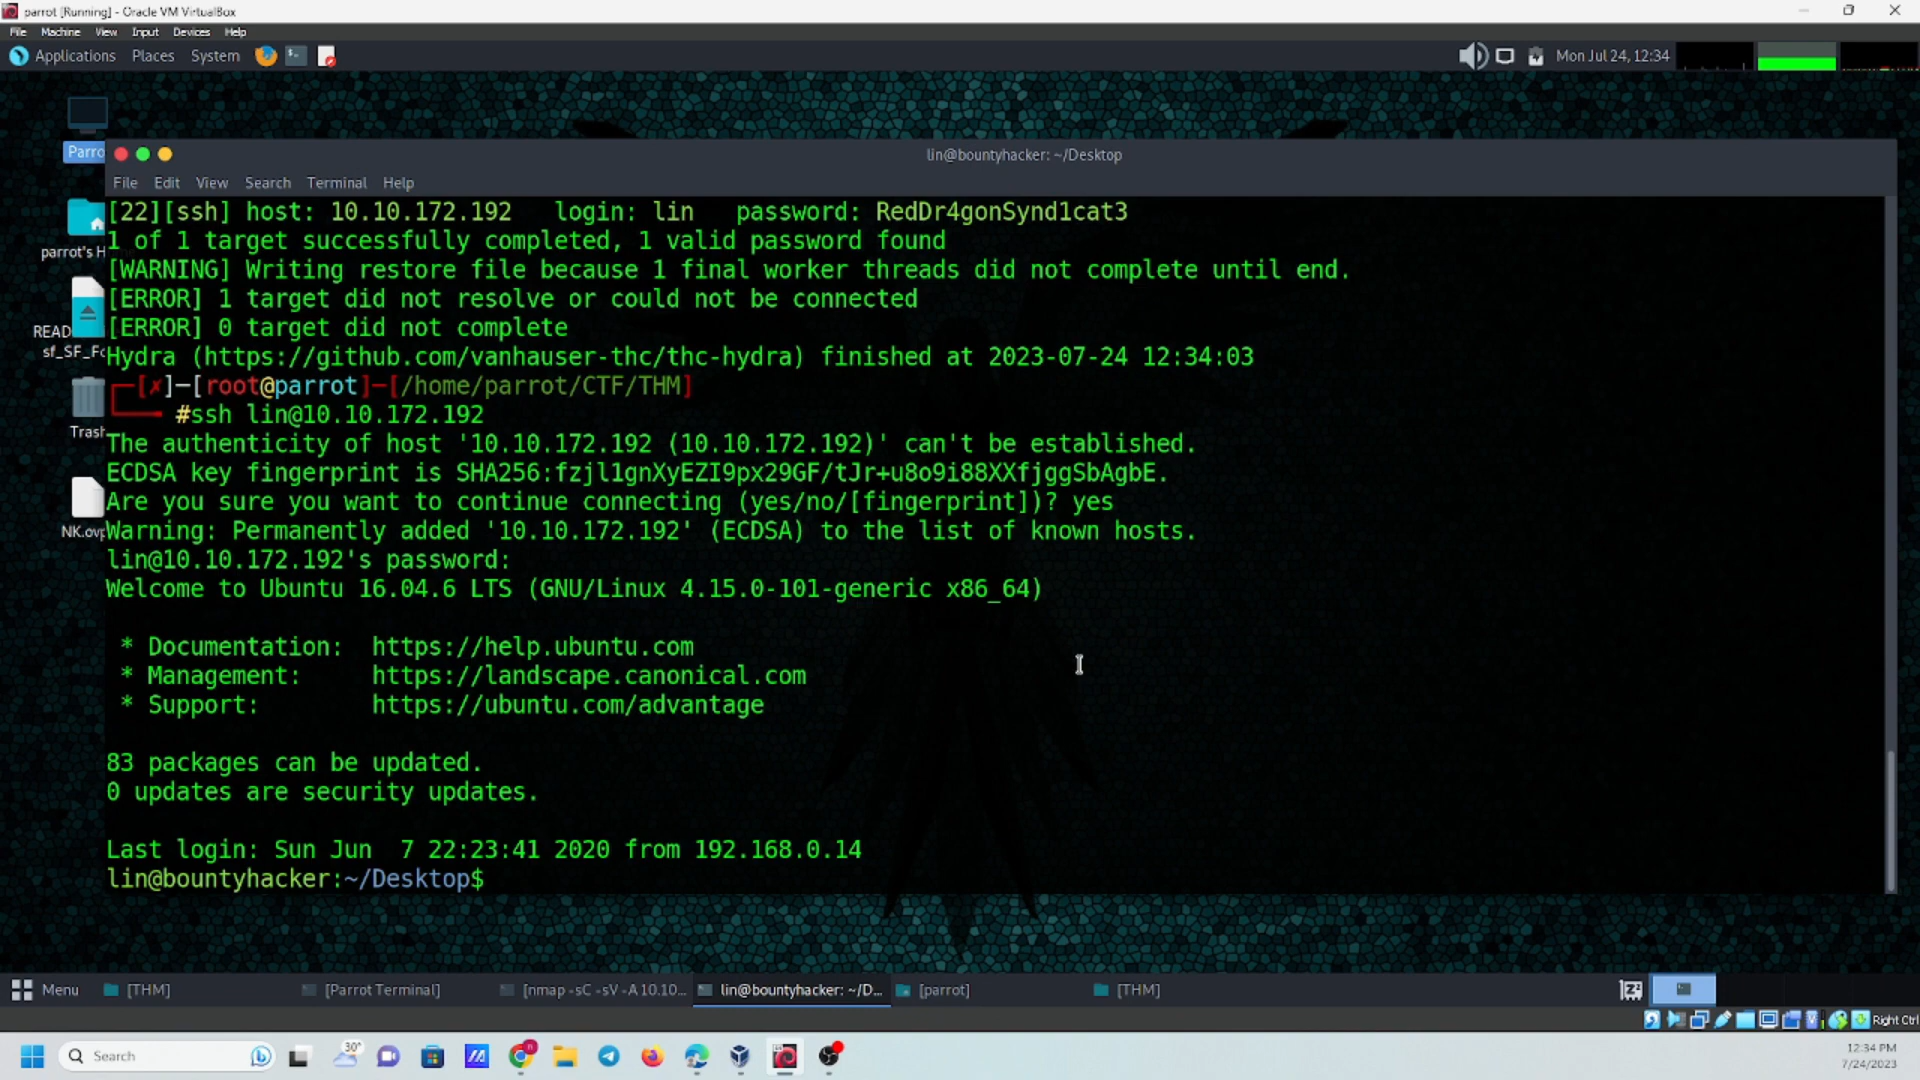 parrot [Running] - Oracle VM VirtualBox
File Machine View Input Devices Help
Applications Places System Mon Jul 24, 12:34
Parro
lin@bountyhacker: ~/Desktop
File Edit View Search Terminal Help
[22][ssh] host: 10.10.172.192   login: lin   password: RedDr4gonSynd1cat3
1 of 1 target successfully completed, 1 valid password found
[WARNING] Writing restore file because 1 final worker threads did not complete until end.
[ERROR] 1 target did not resolve or could not be connected
[ERROR] 0 target did not complete
Hydra (https://github.com/vanhauser-thc/thc-hydra) finished at 2023-07-24 12:34:03
[✗]─[root@parrot]─[/home/parrot/CTF/THM]
#ssh lin@10.10.172.192
The authenticity of host '10.10.172.192 (10.10.172.192)' can't be established.
ECDSA key fingerprint is SHA256:fzjl1gnXyEZI9px29GF/tJr+u8o9i88XXfjggSbAgbE.
Are you sure you want to continue connecting (yes/no/[fingerprint])? yes
Warning: Permanently added '10.10.172.192' (ECDSA) to the list of known hosts.
lin@10.10.172.192's password:
Welcome to Ubuntu 16.04.6 LTS (GNU/Linux 4.15.0-101-generic x86_64)
* Documentation:  https://help.ubuntu.com
* Management:     https://landscape.canonical.com
* Support:        https://ubuntu.com/advantage
83 packages can be updated.
0 updates are security updates.
Last login: Sun Jun  7 22:23:41 2020 from 192.168.0.14
lin@bountyhacker:~/Desktop$
parrot's H
READ
sf_SF_Fo
Trash
NK.ovp
Menu [THM] [Parrot Terminal] [nmap -sC -sV -A 10.10... lin@bountyhacker: ~/D... [parrot] [THM]
Right Ctrl
Search 30° 12:34 PM
7/24/2023